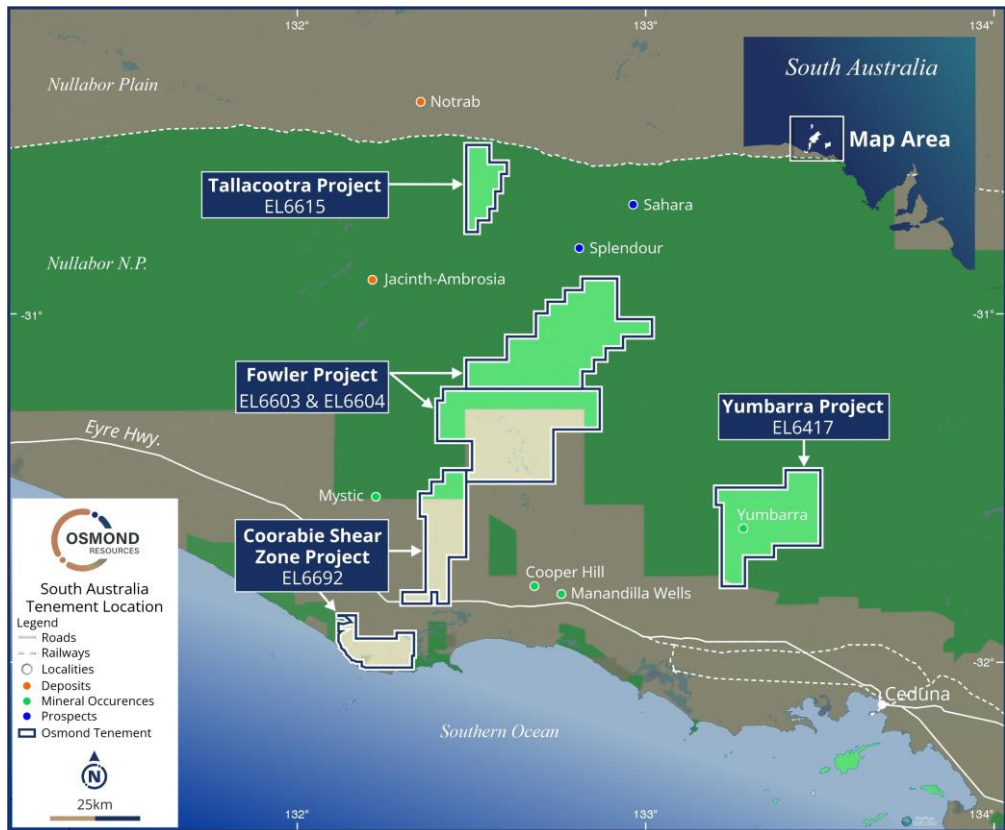 132°
133°
134°
Nullabor Plain
Notrab
South Australia
Map Area
Tallacootra Project
EL6615
Sahara
Splendour
Nullabor N.P.
Jacinth-Ambrosia
-31°
-31°
Fowler Project
EL6603 & EL6604
Yumbarra Project
EL6417
Eyre Hwy.
Mystic
Yumbarra
Coorabie Shear
Zone Project
EL6692
Cooper Hill
Manandilla Wells
OSMOND
RESOURCES
South Australia
Tenement Location
Legend
Roads
Railways
Localities
Deposits
Mineral Occurences
Prospects
Osmond Tenement
N
25km
-32°
Ceduna
Southern Ocean
132°
133°
134°